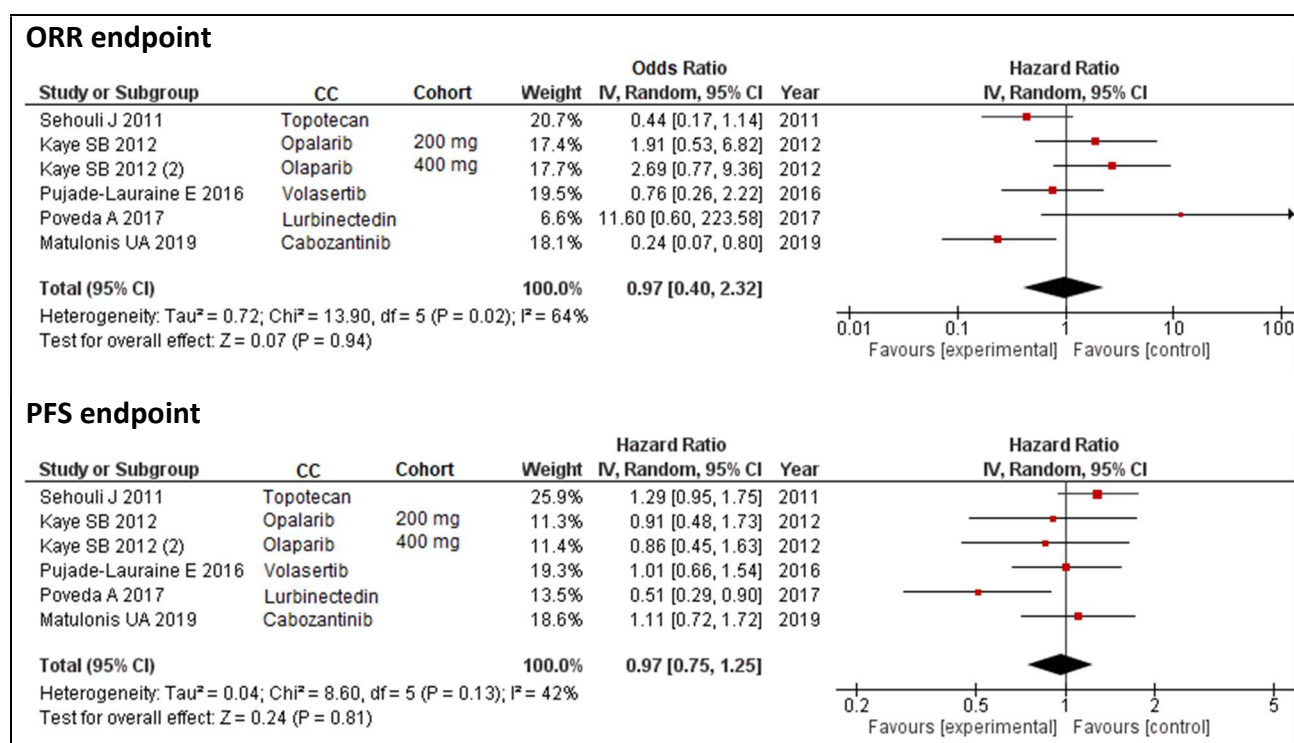 ORR endpoint
Odds Ratio Hazard Ratio
Study or Subgroup CC Cohort Weight IV, Random, 95% CI Year IV, Random, 95% CI
Sehouli J 2011 Topotecan 20.7% 0.44 [0.17, 1.14] 2011
Kaye SB 2012 Opalarib 200 mg 17.4% 1.91 [0.53, 6.82] 2012
Kaye SB 2012 (2) Olaparib 400 mg 17.7% 2.69 [0.77, 9.36] 2012
Pujade-Lauraine E 2016 Volasertib 19.5% 0.76 [0.26, 2.22] 2016
Poveda A 2017 Lurbinectedin 6.6% 11.60 [0.60, 223.58] 2017
Matulonis UA 2019 Cabozantinib 18.1% 0.24 [0.07, 0.80] 2019
Total (95% CI) 100.0% 0.97 [0.40, 2.32]
Heterogeneity: Tau² = 0.72; Chi² = 13.90, df = 5 (P = 0.02); I² = 64%
Test for overall effect: Z = 0.07 (P = 0.94)
0.01 0.1 1 10 100
Favours [experimental] Favours [control]
PFS endpoint
Hazard Ratio Hazard Ratio
Study or Subgroup CC Cohort Weight IV, Random, 95% CI Year IV, Random, 95% CI
Sehouli J 2011 Topotecan 25.9% 1.29 [0.95, 1.75] 2011
Kaye SB 2012 Opalarib 200 mg 11.3% 0.91 [0.48, 1.73] 2012
Kaye SB 2012 (2) Olaparib 400 mg 11.4% 0.86 [0.45, 1.63] 2012
Pujade-Lauraine E 2016 Volasertib 19.3% 1.01 [0.66, 1.54] 2016
Poveda A 2017 Lurbinectedin 13.5% 0.51 [0.29, 0.90] 2017
Matulonis UA 2019 Cabozantinib 18.6% 1.11 [0.72, 1.72] 2019
Total (95% CI) 100.0% 0.97 [0.75, 1.25]
Heterogeneity: Tau² = 0.04; Chi² = 8.60, df = 5 (P = 0.13); I² = 42%
Test for overall effect: Z = 0.24 (P = 0.81)
0.2 0.5 1 2 5
Favours [experimental] Favours [control]